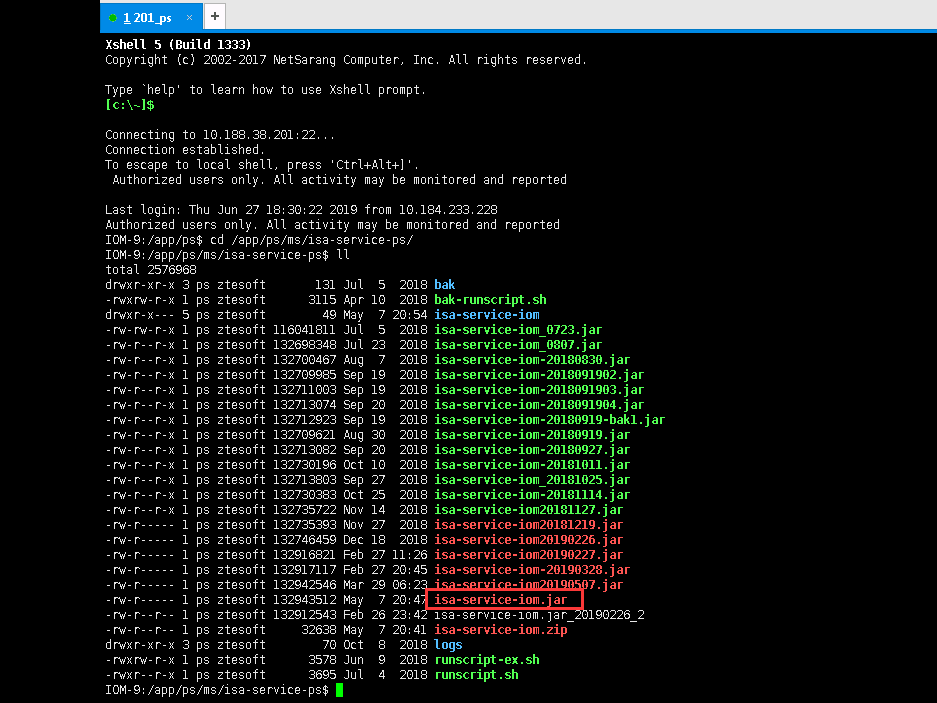 1 201_ps × +
Xshell 5 (Build 1333)
Copyright (c) 2002-2017 NetSarang Computer, Inc. All rights reserved.
Type `help' to learn how to use Xshell prompt.
[c:\~]$
Connecting to 10.188.38.201:22...
Connection established.
To escape to local shell, press 'Ctrl+Alt+]'.
Authorized users only. All activity may be monitored and reported
Last login: Thu Jun 27 18:30:22 2019 from 10.184.233.228
Authorized users only. All activity may be monitored and reported
IOM-9:/app/ps$ cd /app/ps/ms/isa-service-ps/
IOM-9:/app/ps/ms/isa-service-ps$ ll
total 2576968
drwxr-xr-x 3 ps ztesoft 131 Jul 5 2018 bak
-rwxrw-r-x 1 ps ztesoft 3115 Apr 10 2018 bak-runscript.sh
drwxr-x--- 5 ps ztesoft 49 May 7 20:54 isa-service-iom
-rw-rw-r-x 1 ps ztesoft 116041811 Jul 5 2018 isa-service-iom_0723.jar
-rw-r--r-x 1 ps ztesoft 132698348 Jul 23 2018 isa-service-iom_0807.jar
-rw-r--r-x 1 ps ztesoft 132700467 Aug 7 2018 isa-service-iom-20180830.jar
-rw-r--r-x 1 ps ztesoft 132709985 Sep 19 2018 isa-service-iom-2018091902.jar
-rw-r--r-x 1 ps ztesoft 132711003 Sep 19 2018 isa-service-iom-2018091903.jar
-rw-r--r-x 1 ps ztesoft 132713074 Sep 20 2018 isa-service-iom-2018091904.jar
-rw-r--r-x 1 ps ztesoft 132712923 Sep 19 2018 isa-service-iom-20180919-bak1.jar
-rw-r--r-x 1 ps ztesoft 132709621 Aug 30 2018 isa-service-iom-20180919.jar
-rw-r--r-x 1 ps ztesoft 132713082 Sep 20 2018 isa-service-iom-20180927.jar
-rw-r--r-x 1 ps ztesoft 132730196 Oct 10 2018 isa-service-iom-20181011.jar
-rw-r--r-x 1 ps ztesoft 132713803 Sep 27 2018 isa-service-iom_20181025.jar
-rw-r--r-x 1 ps ztesoft 132730383 Oct 25 2018 isa-service-iom-20181114.jar
-rw-r--r-x 1 ps ztesoft 132735722 Nov 14 2018 isa-service-iom-20181127.jar
-rw-r----- 1 ps ztesoft 132735393 Nov 27 2018 isa-service-iom20181219.jar
-rw-r----- 1 ps ztesoft 132746459 Dec 18 2018 isa-service-iom20190226.jar
-rw-r----- 1 ps ztesoft 132916821 Feb 27 11:26 isa-service-iom20190227.jar
-rw-r----- 1 ps ztesoft 132917117 Feb 27 20:45 isa-service-iom-20190328.jar
-rw-r----- 1 ps ztesoft 132942546 Mar 29 06:23 isa-service-iom20190507.jar
-rw-r----- 1 ps ztesoft 132943512 May 7 20:47 isa-service-iom.jar
-rw-r--r-- 1 ps ztesoft 132912543 Feb 26 23:42 isa-service-iom.jar_20190226_2
-rw-r----- 1 ps ztesoft 32638 May 7 20:41 isa-service-iom.zip
drwxr-xr-x 3 ps ztesoft 70 Oct 8 2018 logs
-rwxrw-r-x 1 ps ztesoft 3578 Jun 9 2018 runscript-ex.sh
-rwxr--r-x 1 ps ztesoft 3695 Jul 4 2018 runscript.sh
IOM-9:/app/ps/ms/isa-service-ps$